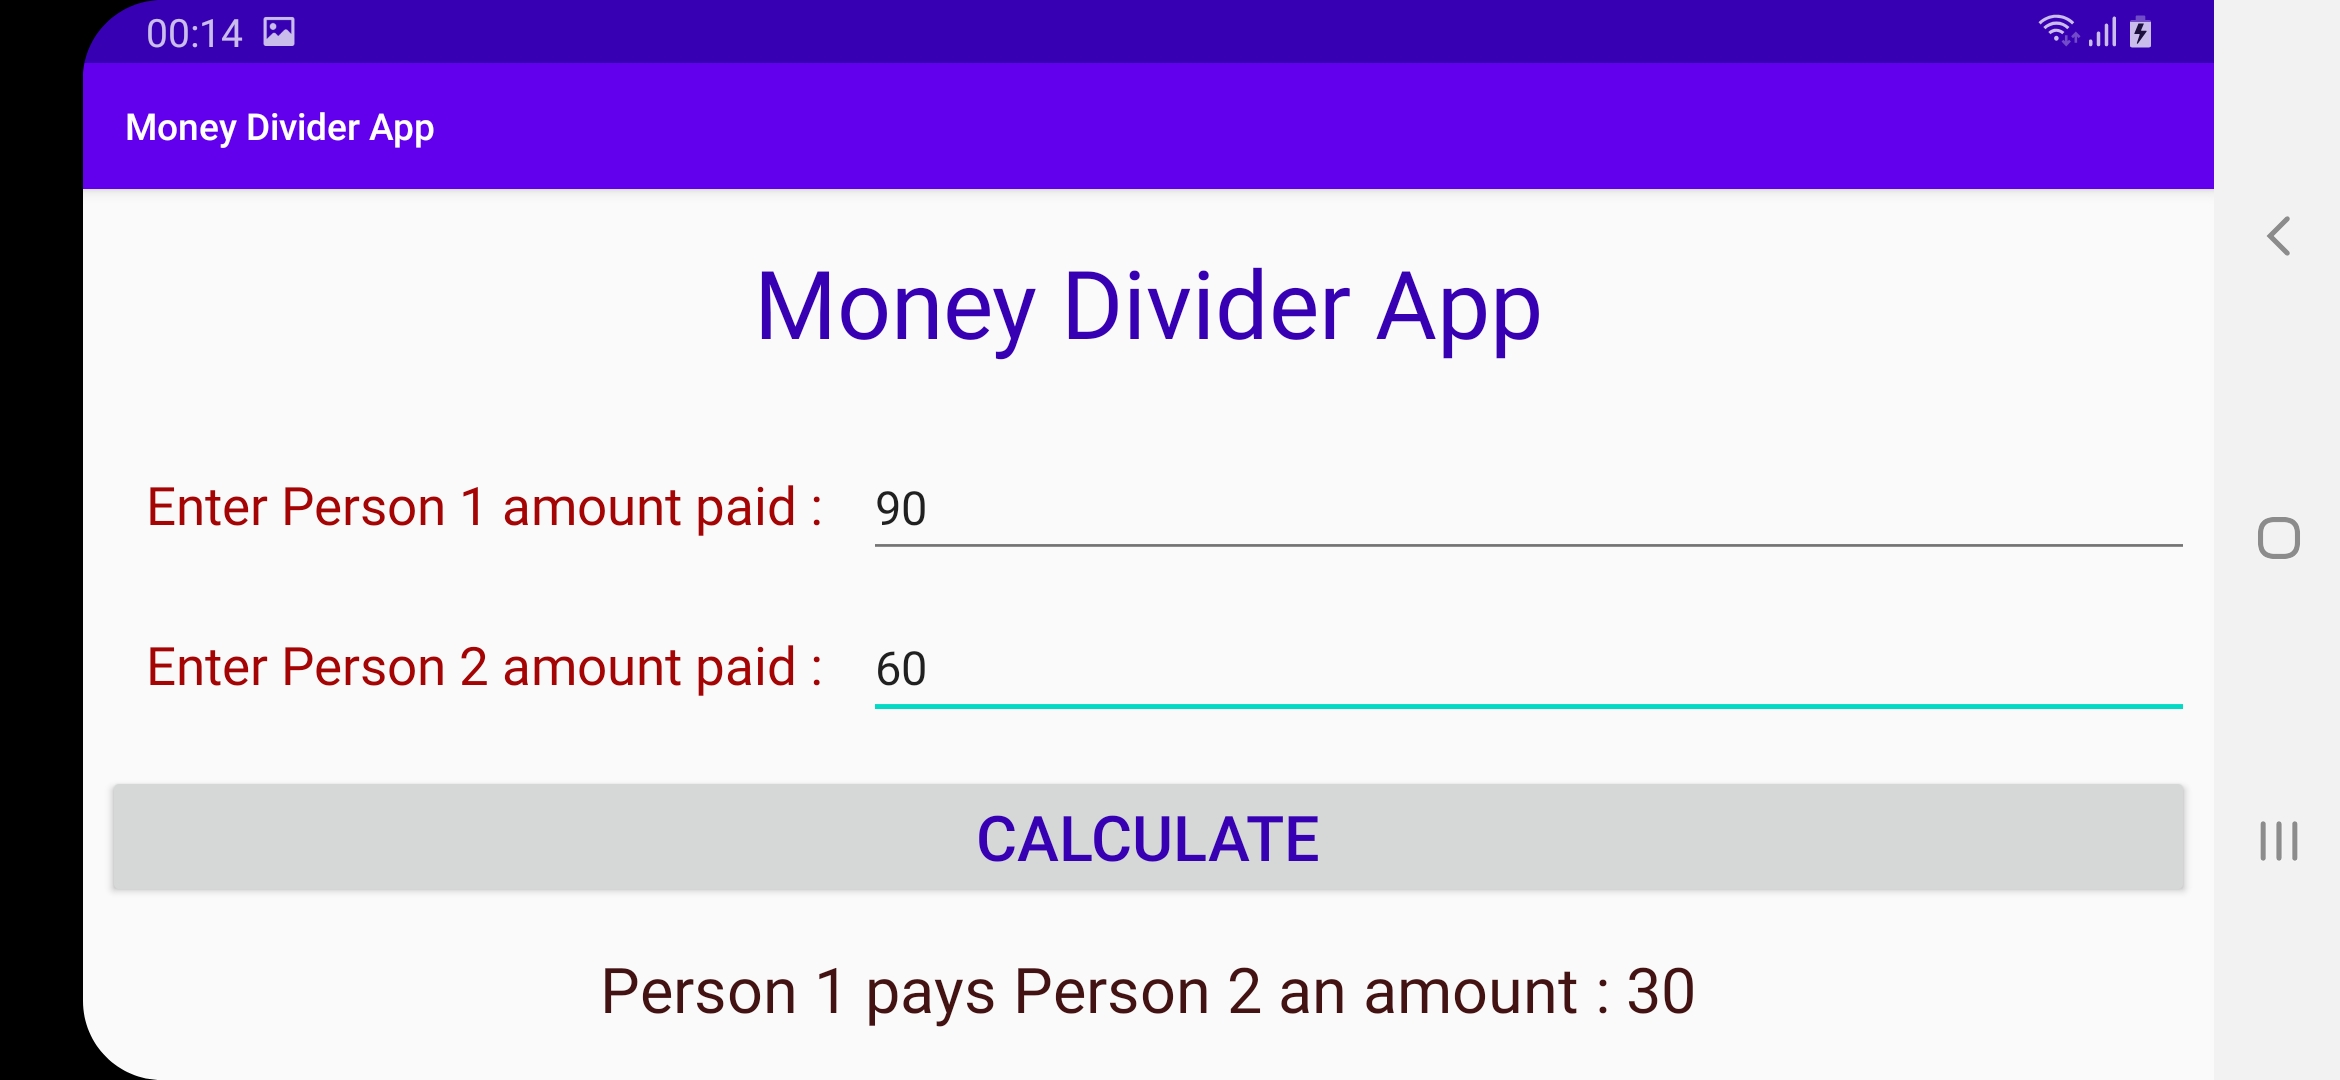 00:14
Money Divider App
Money Divider App
Enter Person 1 amount paid : 90
Enter Person 2 amount paid : 60
CALCULATE
Person 1 pays Person 2 an amount : 30